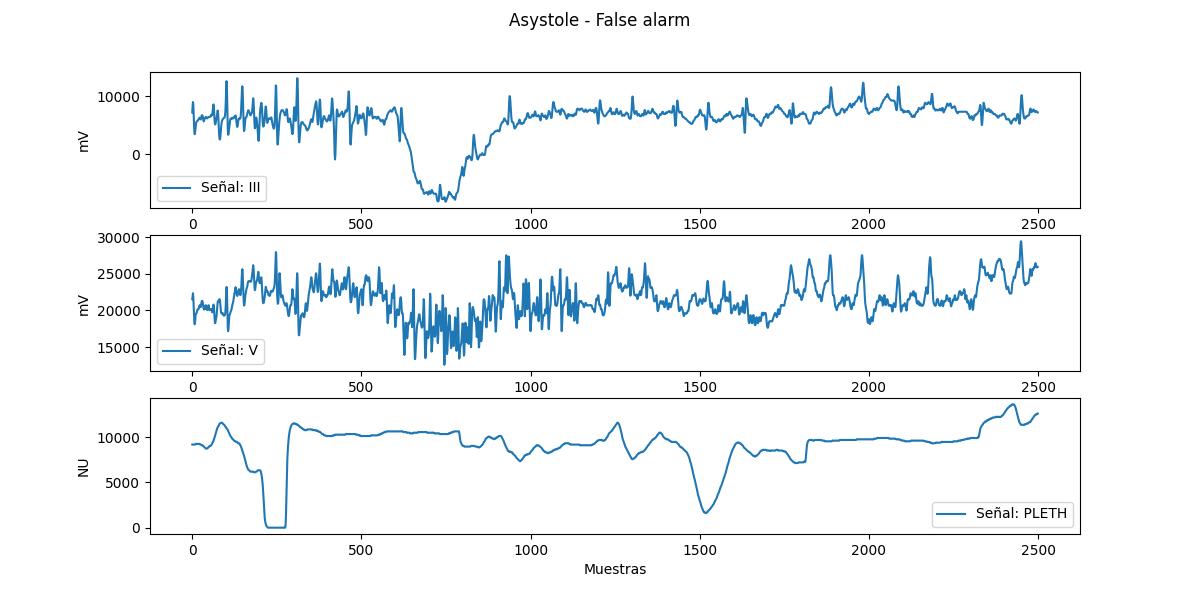 Asystole - False alarm
10000
0
mV
Señal: III
0 500 1000 1500 2000 2500
30000
25000
20000
15000
mV
Señal: V
0 500 1000 1500 2000 2500
10000
5000
0
NU
Señal: PLETH
0 500 1000 1500 2000 2500
Muestras